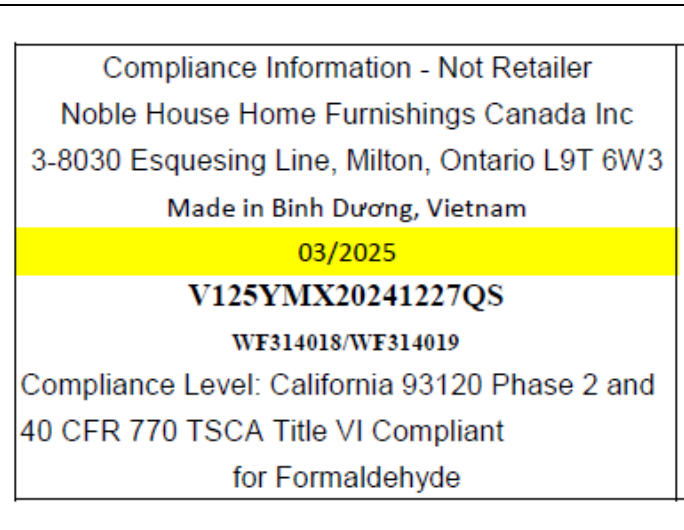 Compliance Information - Not Retailer
Noble House Home Furnishings Canada Inc
3-8030 Esquesing Line, Milton, Ontario L9T 6W3
Made in Binh Dương, Vietnam
03/2025
V125YMX20241227QS
WF314018/WF314019
Compliance Level: California 93120 Phase 2 and
40 CFR 770 TSCA Title VI Compliant
for Formaldehyde